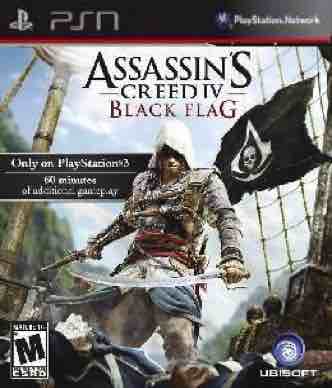 PSN
PlayStation Network
ASSASSIN'S
CREED IV
BLACK FLAG
Only on PlayStation®3
60 minutes
of additional gameplay
M
UBISOFT